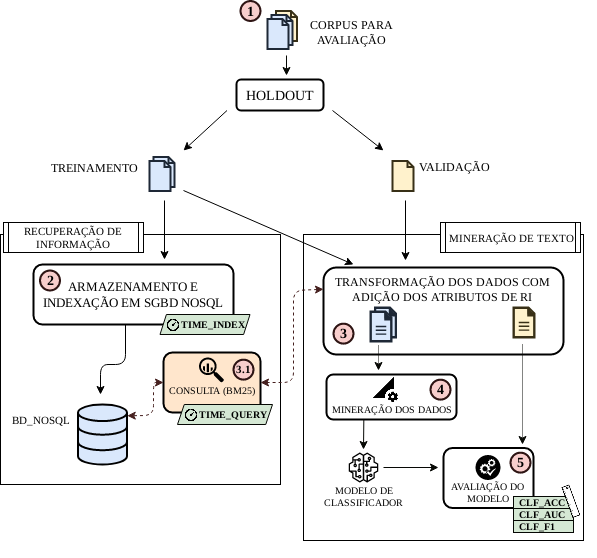 1
CORPUS PARA
AVALIAÇÃO
HOLDOUT
TREINAMENTO
VALIDAÇÃO
RECUPERAÇÃO DE
INFORMAÇÃO
MINERAÇÃO DE TEXTO
2
ARMAZENAMENTO E
INDEXAÇÃO EM SGBD NOSQL
TIME_INDEX
TRANSFORMAÇÃO DOS DADOS COM
ADIÇÃO DOS ATRIBUTOS DE RI
3
3.1
CONSULTA (BM25)
TIME_QUERY
BD_NOSQL
4
MINERAÇÃO DOS DADOS
MODELO DE
CLASSIFICADOR
5
AVALIAÇÃO DO
MODELO
CLF_ACC
CLF_AUC
CLF_F1